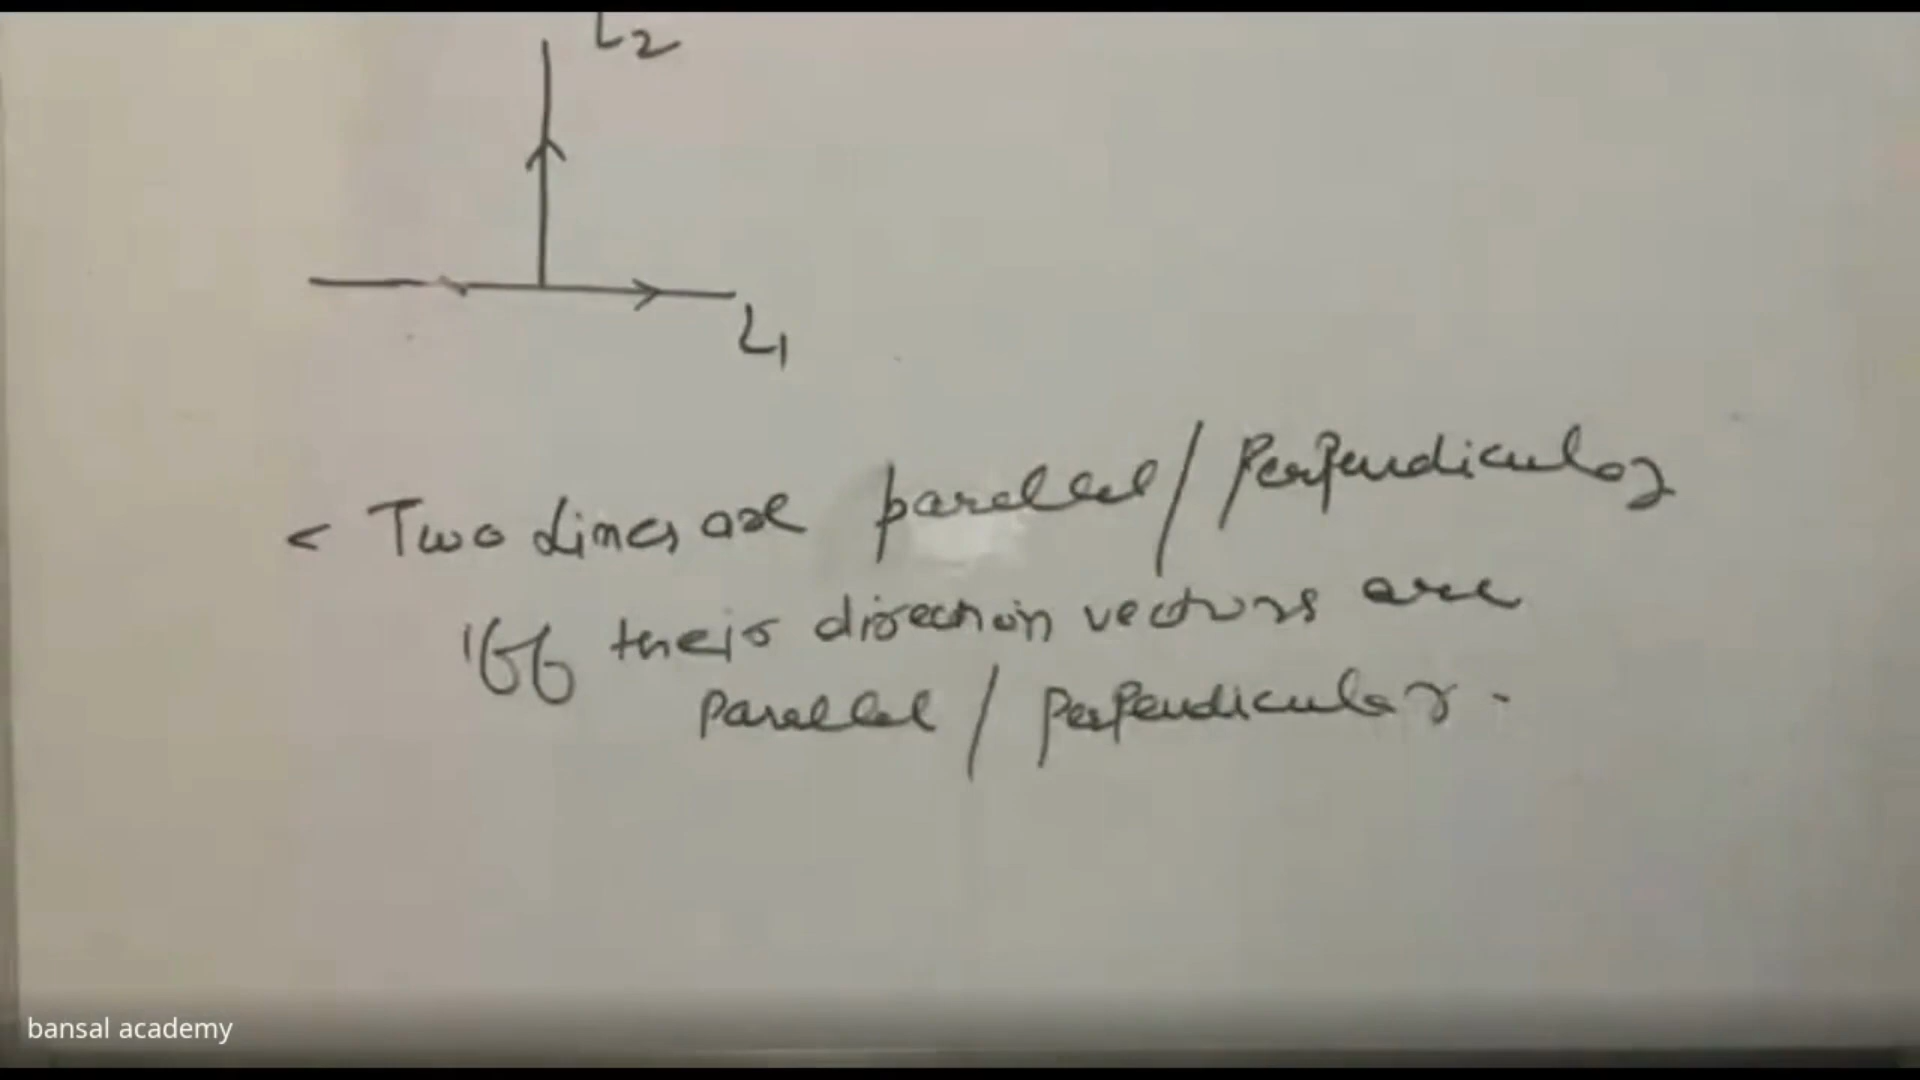 L2
L1
< Two Lines are parallel/Perpendicular
iff their direction vectors are
Parallel/perpendicular.
bansal academy